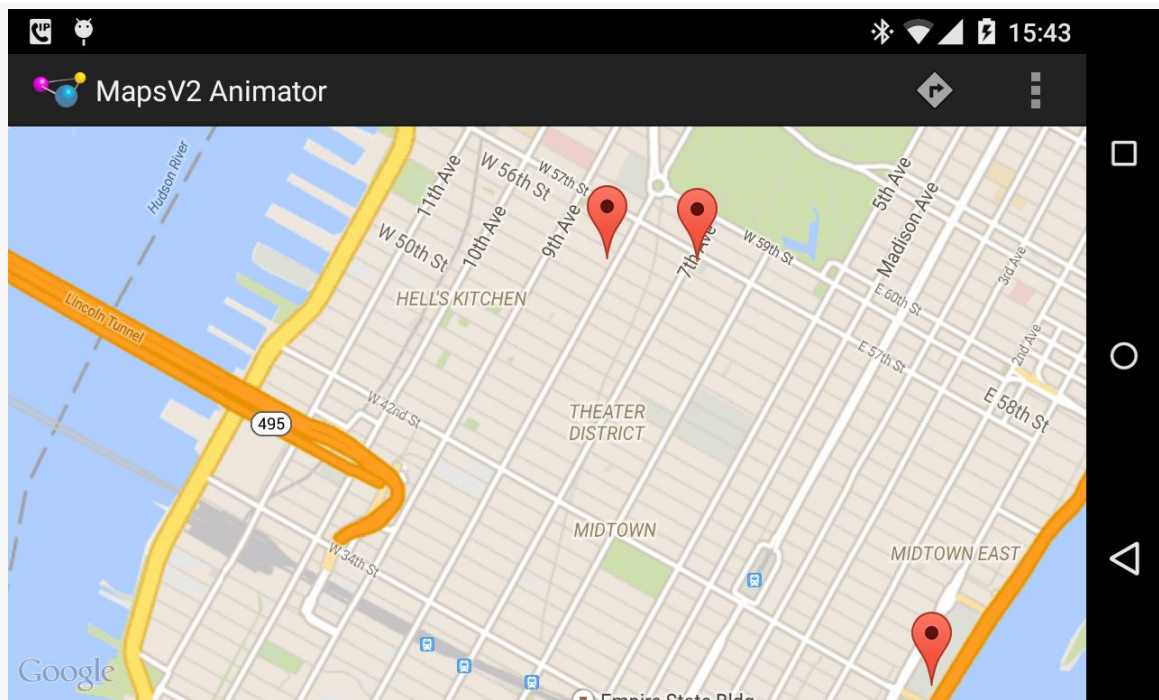 15:43
MapsV2 Animator
Hudson River
11th Ave
W 56th St
W 57th St
5th Ave
Madison Ave
W 50th St
10th Ave
9th Ave
7th Ave
W 59th St
3rd Ave
HELL'S KITCHEN
E 60th St
Lincoln Tunnel
2nd Ave
E 57th St
W 42nd St
THEATER
DISTRICT
E 58th St
495
MIDTOWN
W 34th St
MIDTOWN EAST
Google
Empire State Bldg